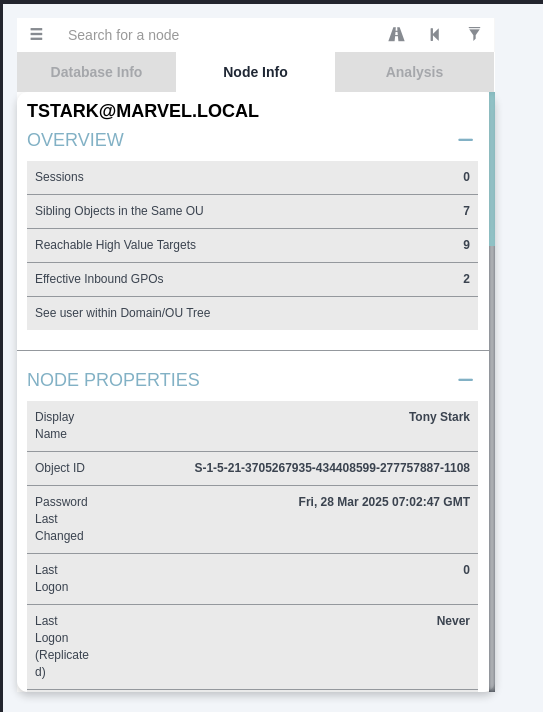 Search for a node
Database Info Node Info Analysis
TSTARK@MARVEL.LOCAL
OVERVIEW
Sessions 0
Sibling Objects in the Same OU 7
Reachable High Value Targets 9
Effective Inbound GPOs 2
See user within Domain/OU Tree
NODE PROPERTIES
Display Tony Stark
Name
Object ID S-1-5-21-3705267935-434408599-277757887-1108
Password Fri, 28 Mar 2025 07:02:47 GMT
Last
Changed
Last 0
Logon
Last Never
Logon
(Replicate
d)